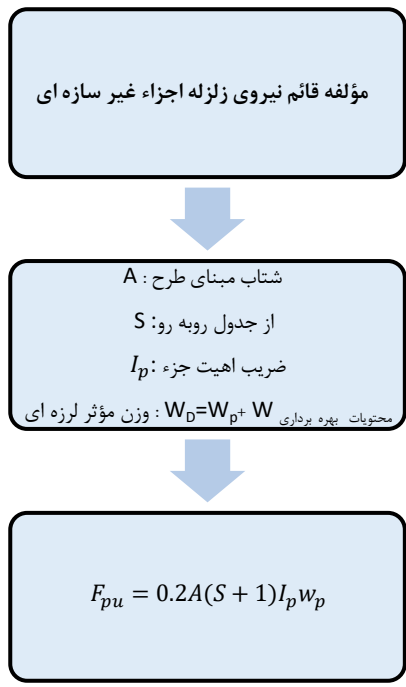 مؤلفه قائم نیروی زلزله اجزاء غیر سازه ای
شتاب مبنای طرح : A
از جدول روبه رو: S
ضریب اهیت جزء :I_p
وزن مؤثر لرزه ای : W_D=W_p+ W محتویات بهره برداری
F_{pu} = 0.2A(S + 1)I_p w_p